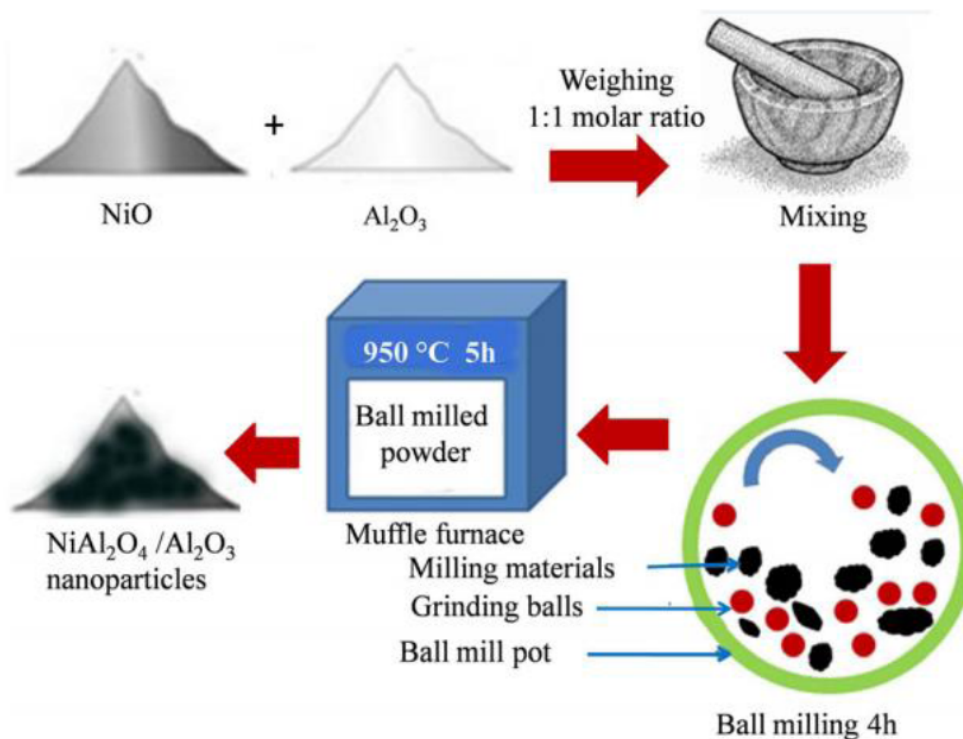 Weighing
1:1 molar ratio
+
NiO
Al₂O₃
Mixing
950 °C 5h
Ball milled
powder
Muffle furnace
NiAl₂O₄ /Al₂O₃
nanoparticles
Milling materials
Grinding balls
Ball mill pot
Ball milling 4h